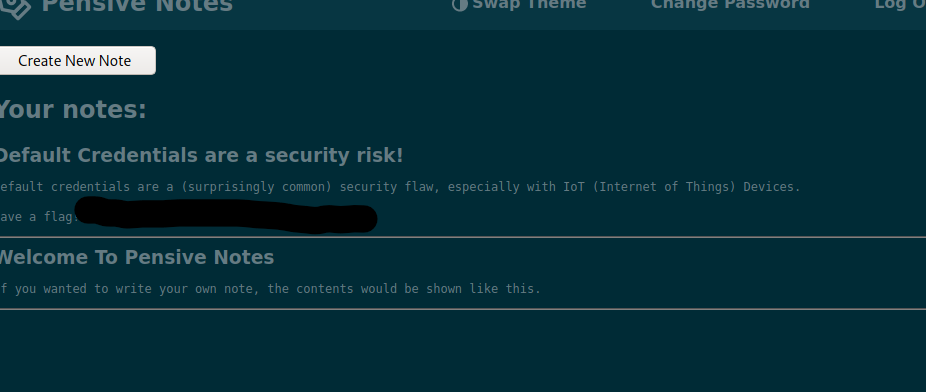 Pensive Notes
Swap Theme
Change Password
Log O
Create New Note
Your notes:
Default Credentials are a security risk!
efault credentials are a (surprisingly common) security flaw, especially with IoT (Internet of Things) Devices.
ave a flag:
Welcome To Pensive Notes
f you wanted to write your own note, the contents would be shown like this.